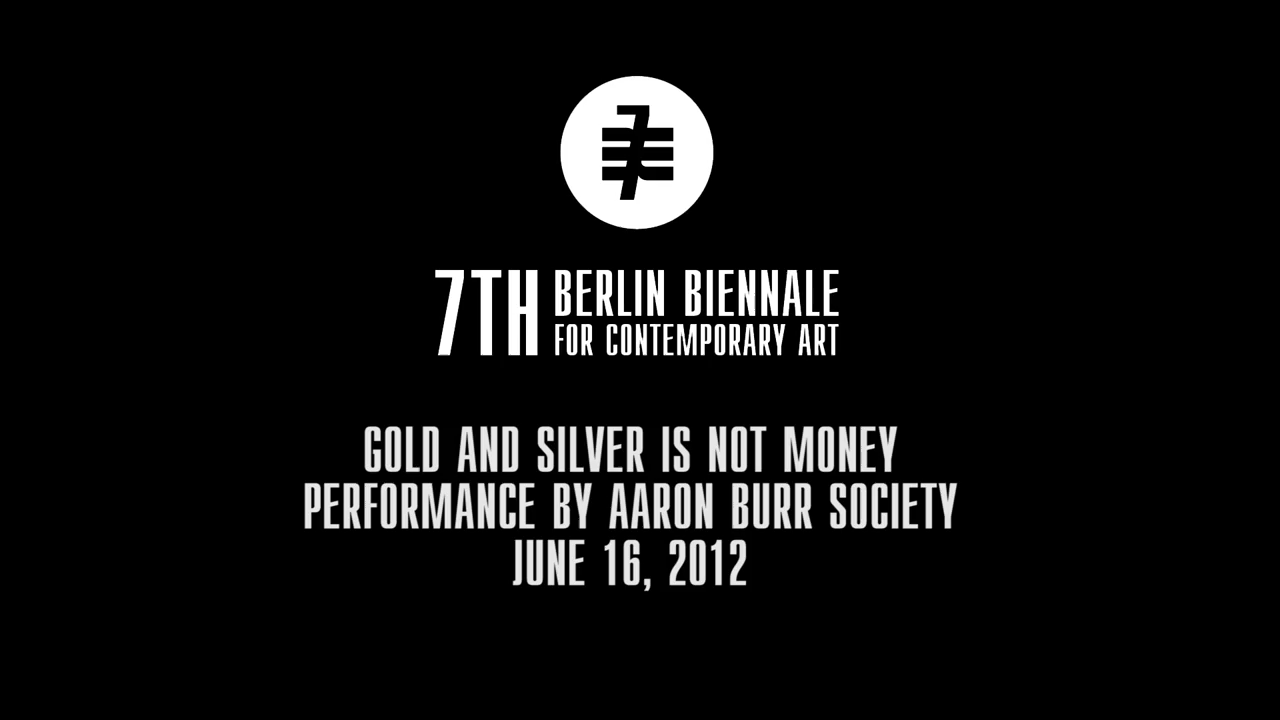 7TH BERLIN BIENNALE
FOR CONTEMPORARY ART
GOLD AND SILVER IS NOT MONEY
PERFORMANCE BY AARON BURR SOCIETY
JUNE 16, 2012